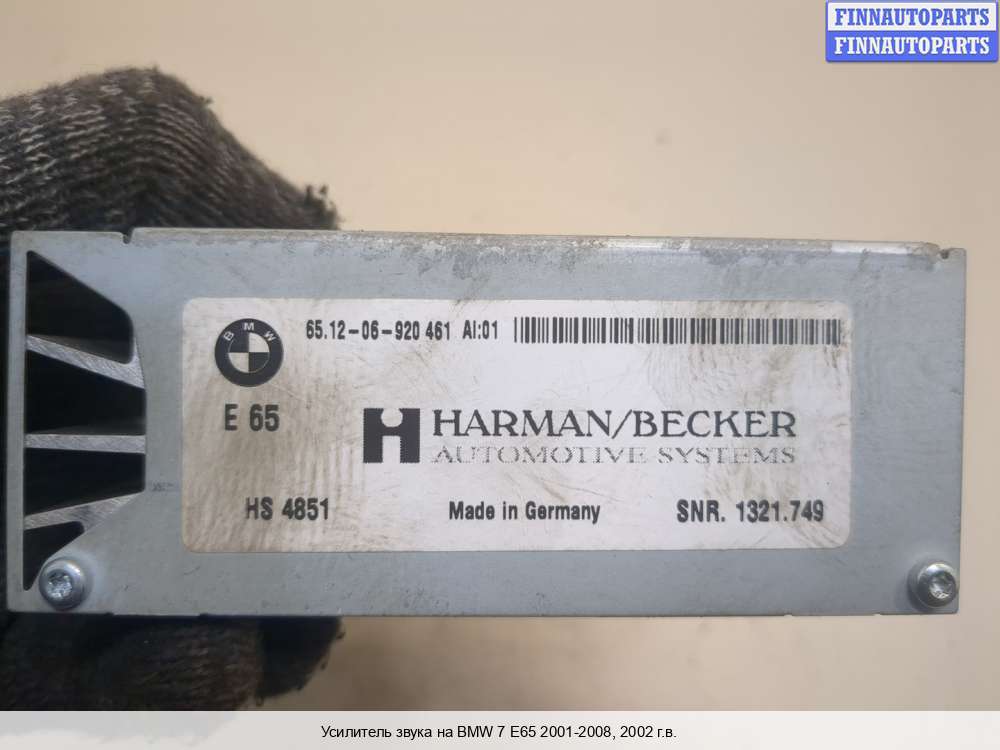 FINNAUTOPARTS
FINNAUTOPARTS
BMW
65.12-06-920 461 AI:01
E 65
HARMAN/BECKER
AUTOMOTIVE SYSTEMS
HS 4851 Made in Germany SNR. 1321.749
Усилитель звука на BMW 7 E65 2001-2008, 2002 г.в.